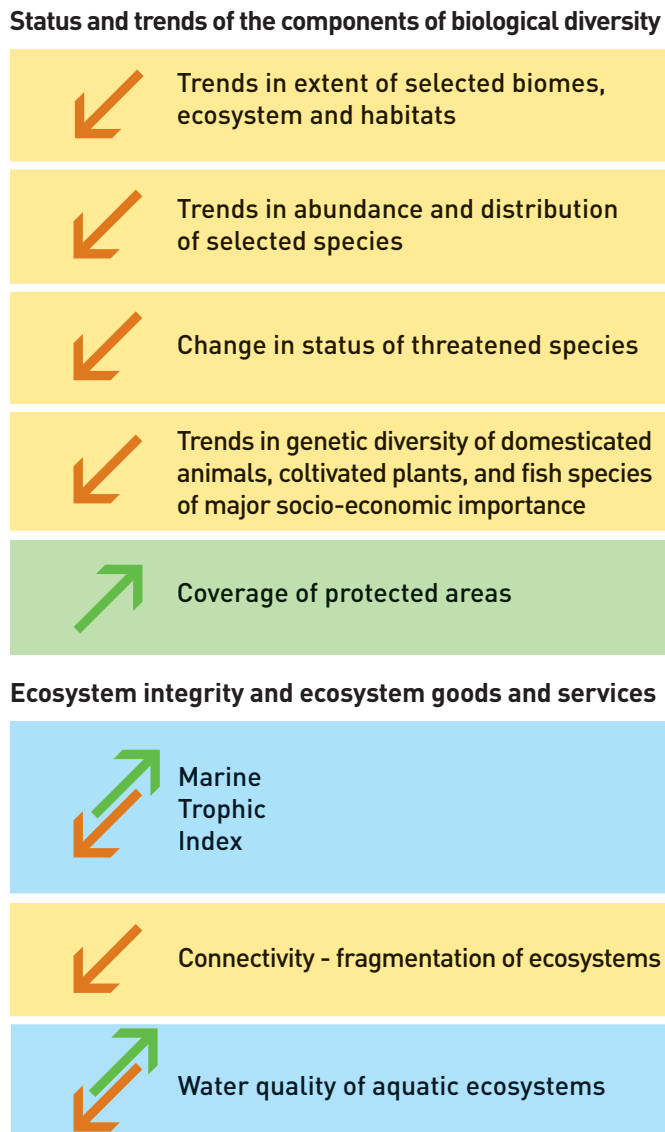 Status and trends of the components of biological diversity
Trends in extent of selected biomes,
ecosystem and habitats
Trends in abundance and distribution
of selected species
Change in status of threatened species
Trends in genetic diversity of domesticated
animals, coltivated plants, and fish species
of major socio-economic importance
Coverage of protected areas
Ecosystem integrity and ecosystem goods and services
Marine
Trophic
Index
Connectivity - fragmentation of ecosystems
Water quality of aquatic ecosystems